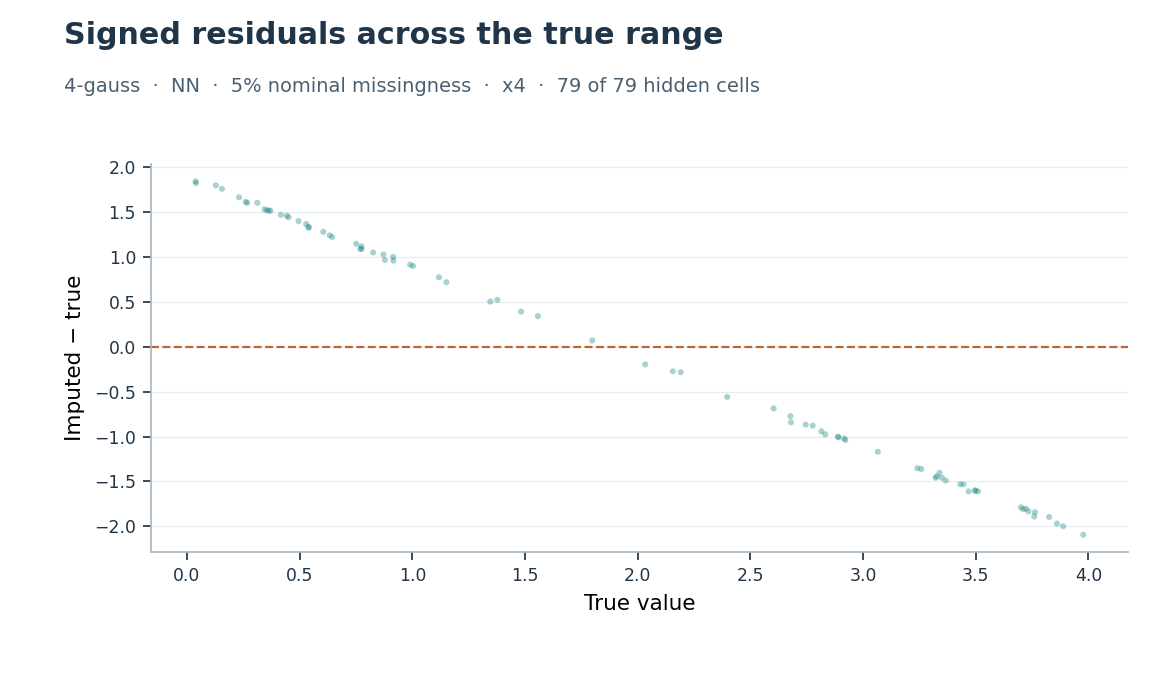 Signed residuals across the true range
4-gauss · NN · 5% nominal missingness · x4 · 79 of 79 hidden cells
Imputed − true
2.0
1.5
1.0
0.5
0.0
−0.5
−1.0
−1.5
−2.0
0.0 0.5 1.0 1.5 2.0 2.5 3.0 3.5 4.0
True value